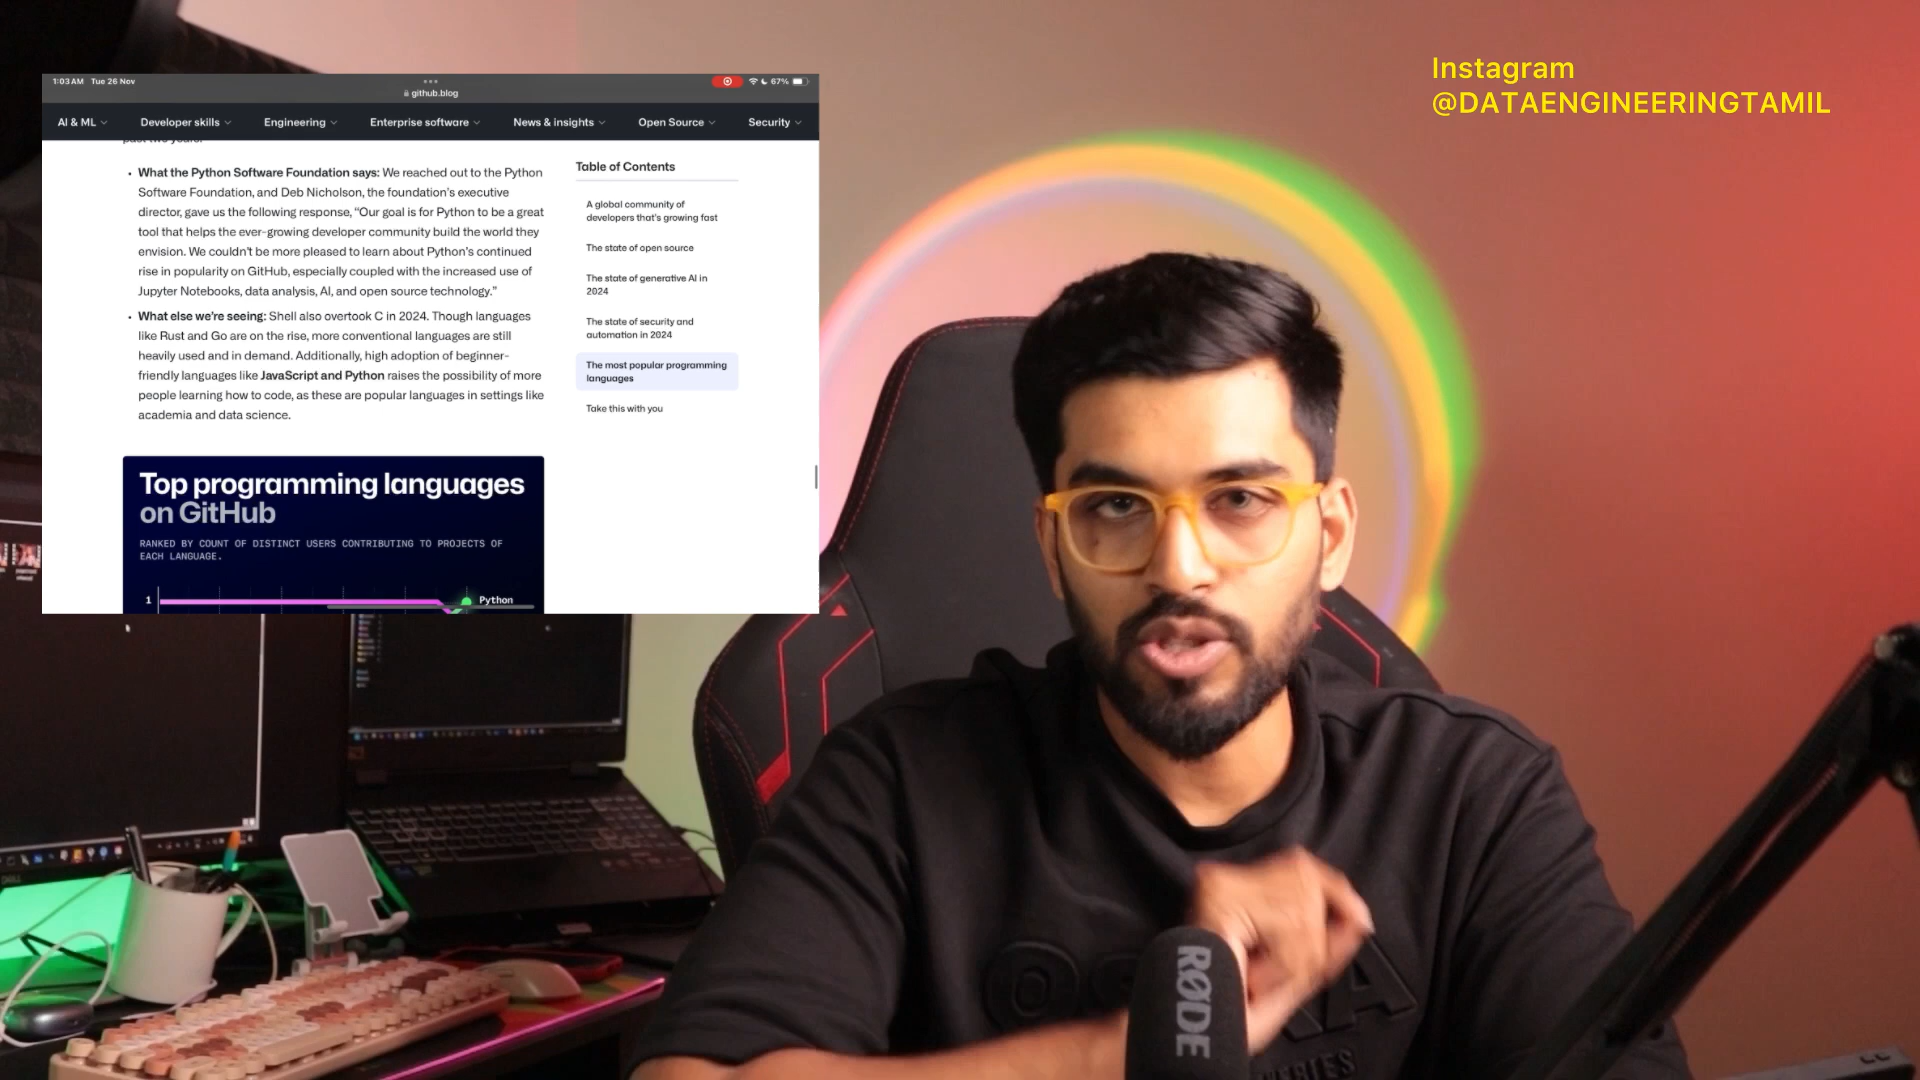 Instagram
@DATAENGINEERINGTAMIL
1:03 AM Tue 26 Nov
67%
github.blog
AI & ML
Developer skills
Engineering
Enterprise software
News & insights
Open Source
Security
past two years.
• What the Python Software Foundation says: We reached out to the Python
Software Foundation, and Deb Nicholson, the foundation's executive
director, gave us the following response, “Our goal is for Python to be a great
tool that helps the ever-growing developer community build the world they
envision. We couldn't be more pleased to learn about Python's continued
rise in popularity on GitHub, especially coupled with the increased use of
Jupyter Notebooks, data analysis, AI, and open source technology.”
• What else we're seeing: Shell also overtook C in 2024. Though languages
like Rust and Go are on the rise, more conventional languages are still
heavily used and in demand. Additionally, high adoption of beginner-
friendly languages like JavaScript and Python raises the possibility of more
people learning how to code, as these are popular languages in settings like
academia and data science.
Table of Contents
A global community of
developers that's growing fast
The state of open source
The state of generative AI in
2024
The state of security and
automation in 2024
The most popular programming
languages
Take this with you
Top programming languages
on GitHub
RANKED BY COUNT OF DISTINCT USERS CONTRIBUTING TO PROJECTS OF
EACH LANGUAGE.
1
Python
DELL
RØDE